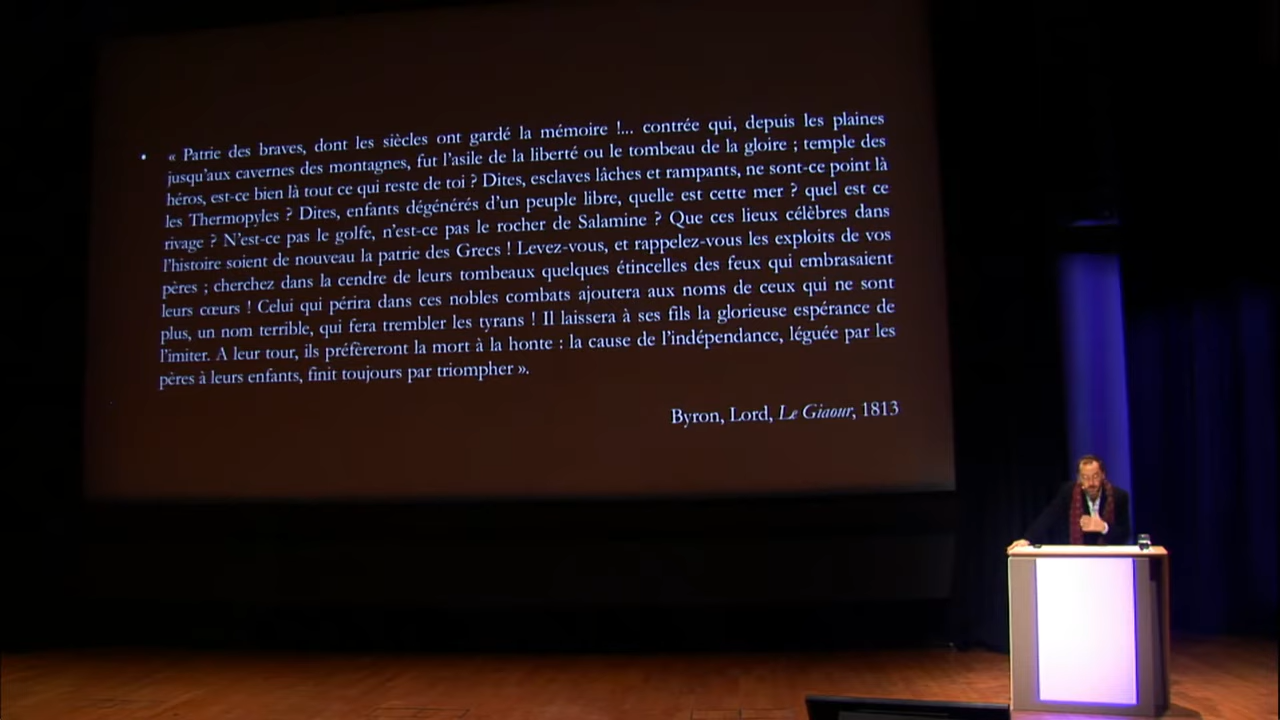 • « Patrie des braves, dont les siècles ont gardé la mémoire !... contrée qui, depuis les plaines
jusqu'aux cavernes des montagnes, fut l'asile de la liberté ou le tombeau de la gloire ; temple des
héros, est-ce bien là tout ce qui reste de toi ? Dites, esclaves lâches et rampants, ne sont-ce point là
les Thermopyles ? Dites, enfants dégénérés d'un peuple libre, quelle est cette mer ? quel est ce
rivage ? N'est-ce pas le golfe, n'est-ce pas le rocher de Salamine ? Que ces lieux célèbres dans
l'histoire soient de nouveau la patrie des Grecs ! Levez-vous, et rappelez-vous les exploits de vos
pères ; cherchez dans la cendre de leurs tombeaux quelques étincelles des feux qui embrasaient
leurs cœurs ! Celui qui périra dans ces nobles combats ajoutera aux noms de ceux qui ne sont
plus, un nom terrible, qui fera trembler les tyrans ! Il laissera à ses fils la glorieuse espérance de
l'imiter. A leur tour, ils préfèreront la mort à la honte : la cause de l'indépendance, léguée par les
pères à leurs enfants, finit toujours par triompher ».
Byron, Lord, Le Giaour, 1813